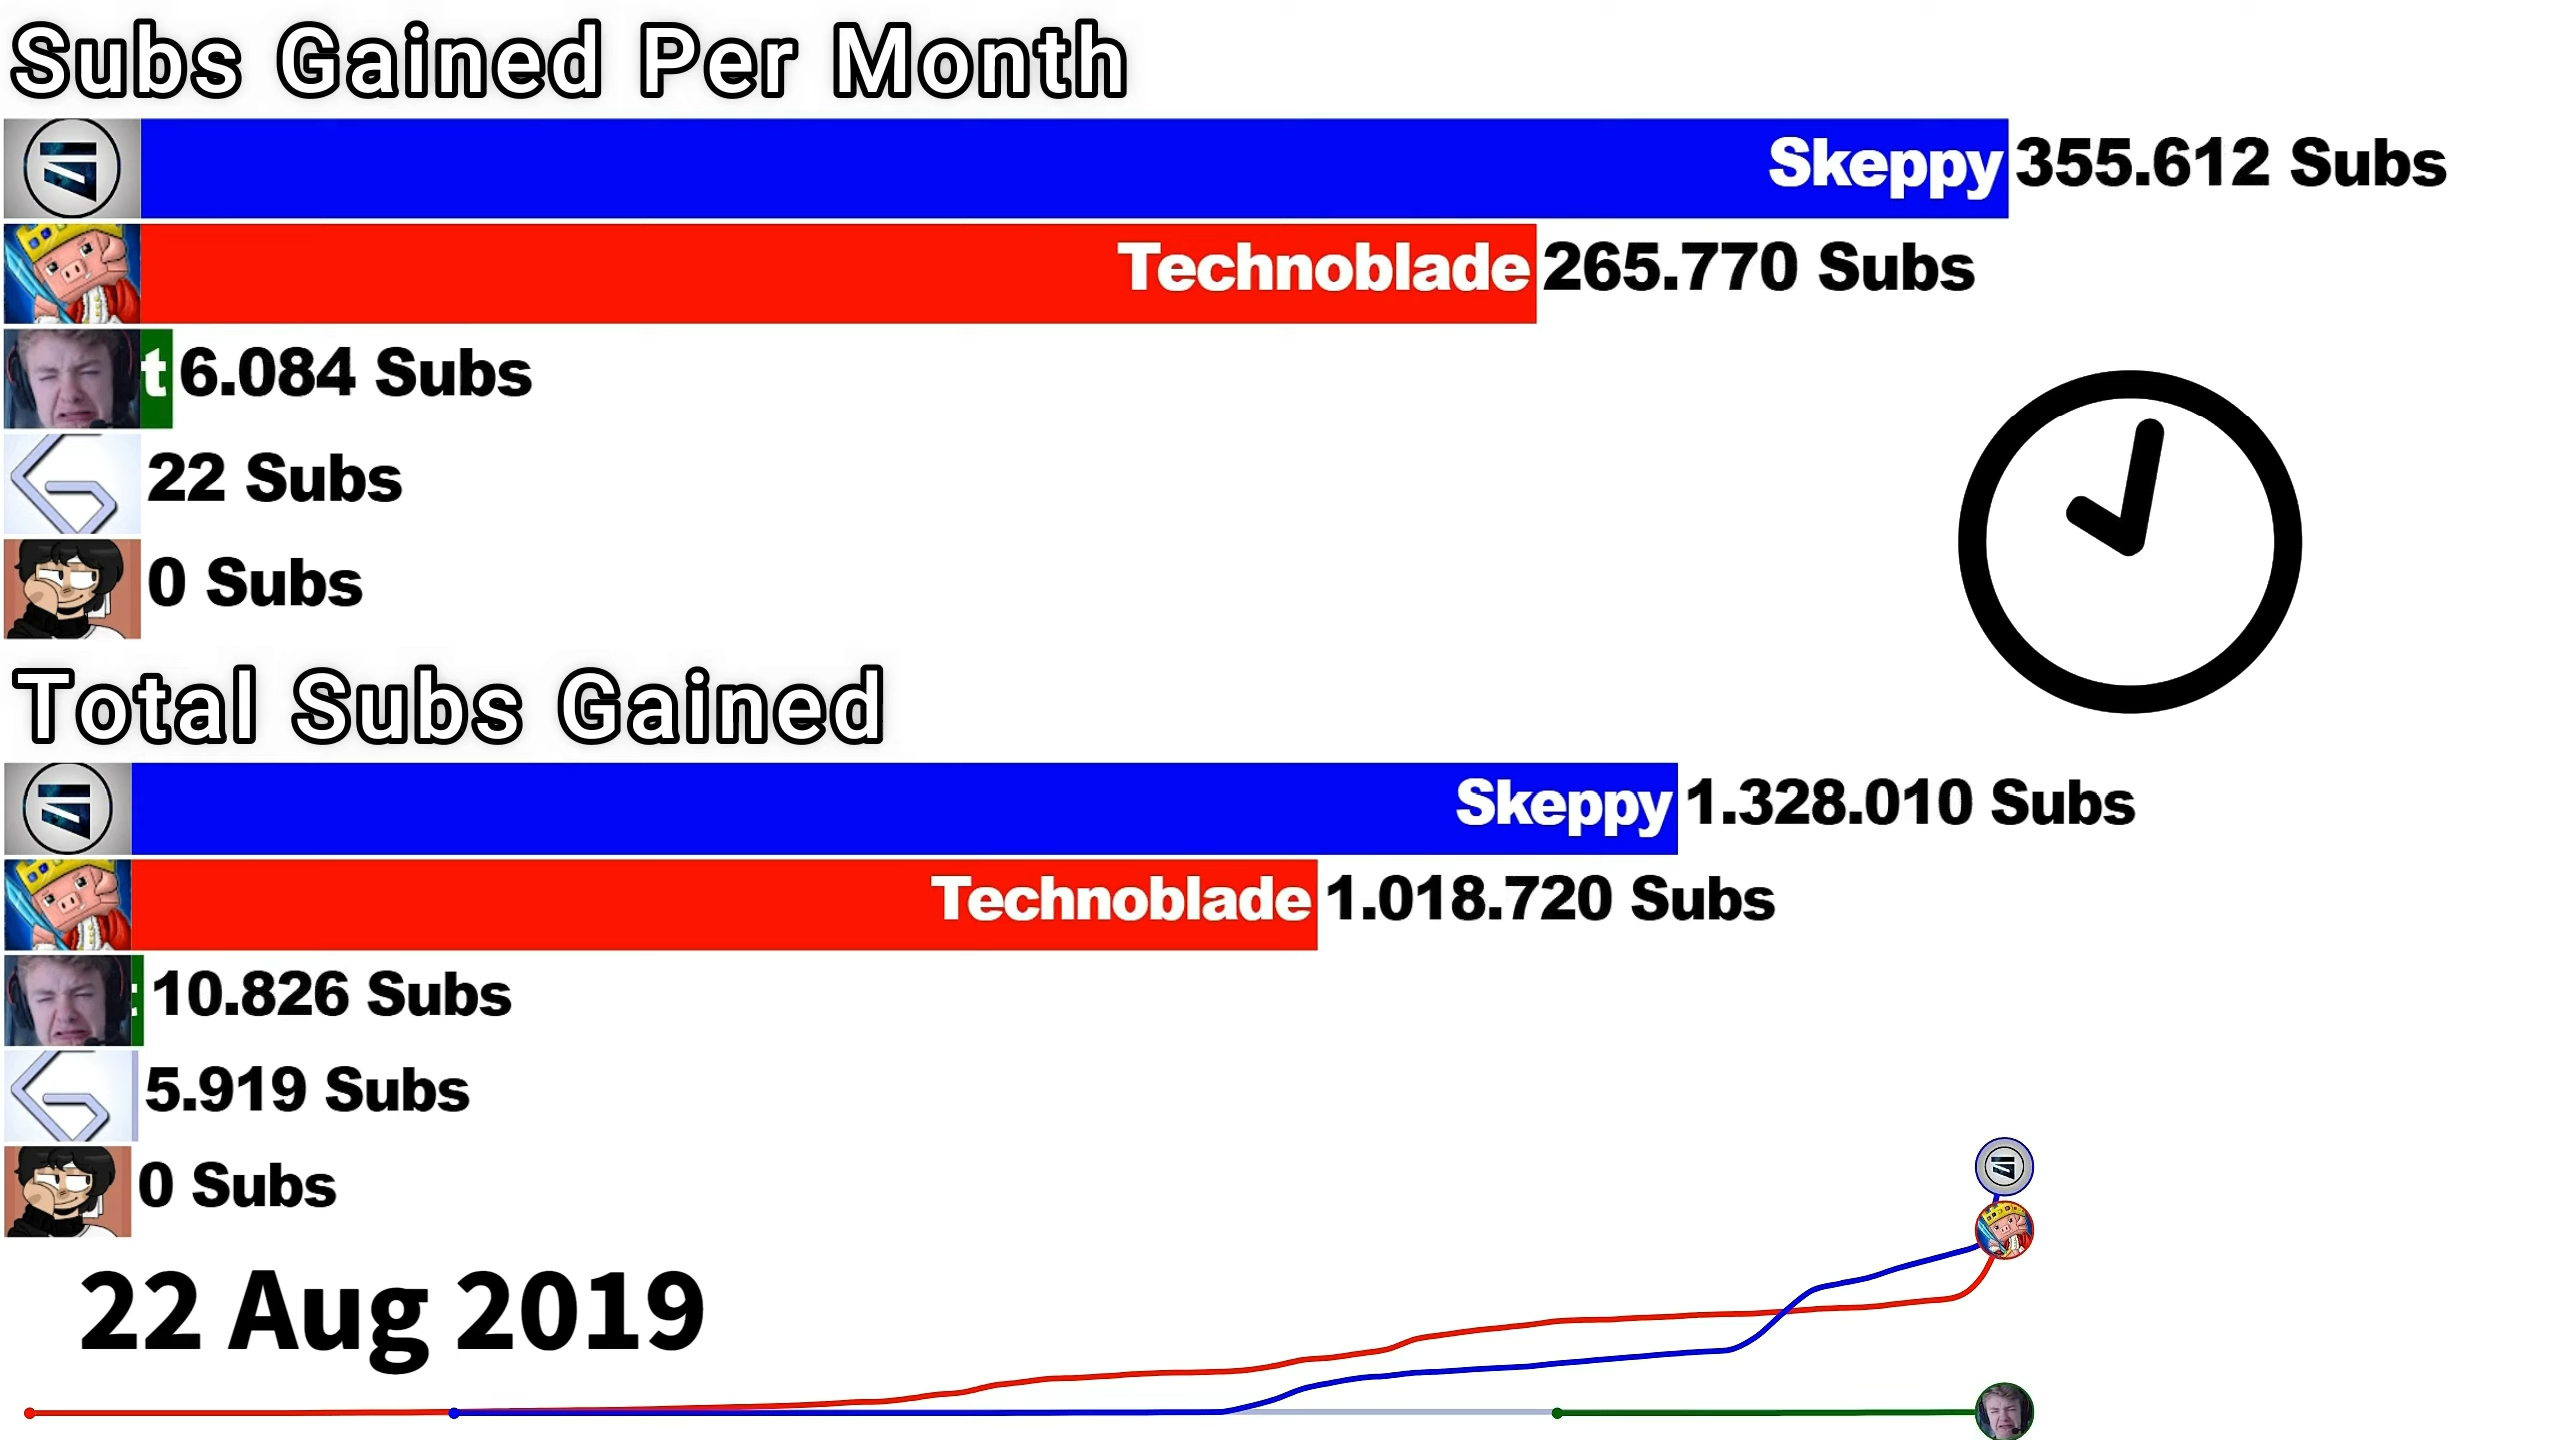 Subs Gained Per Month
Skeppy 355.612 Subs
Technoblade 265.770 Subs
t 6.084 Subs
22 Subs
0 Subs
Total Subs Gained
Skeppy 1.328.010 Subs
Technoblade 1.018.720 Subs
10.826 Subs
5.919 Subs
0 Subs
22 Aug 2019